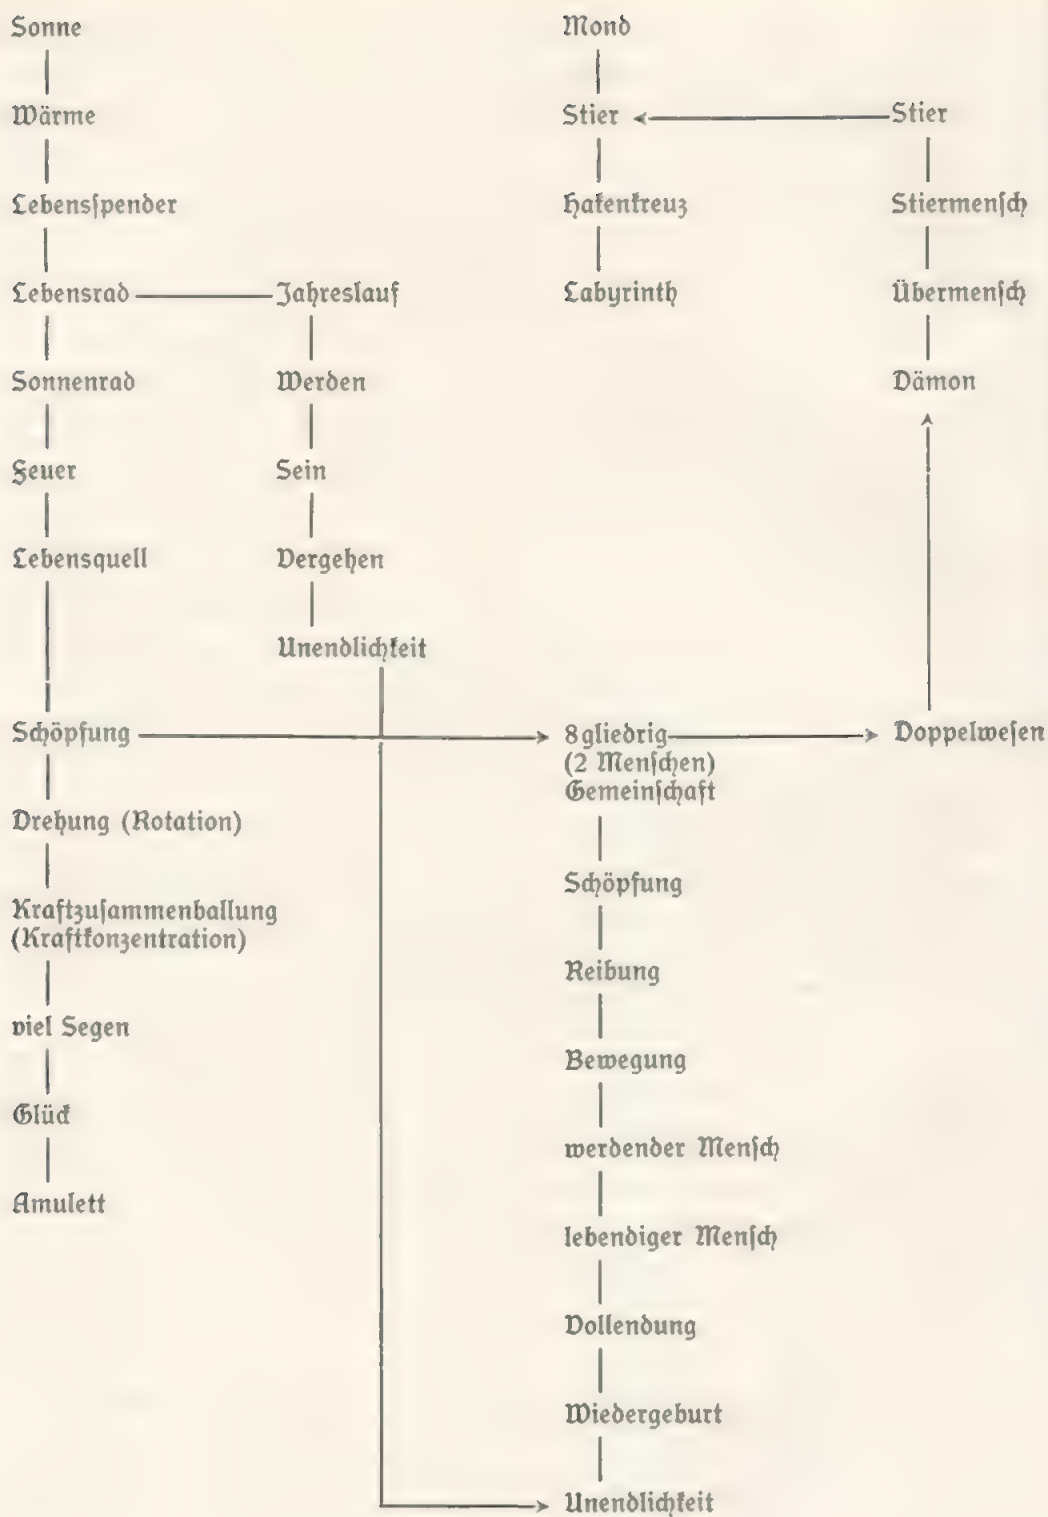 Sonne
Wärme
Lebensspender
Lebensrad
Sonnenrad
Feuer
Lebensquell
Schöpfung
Drehung (Rotation)
Kraftzusammenballung
(Kraftkonzentration)
viel Segen
Glück
Amulett
Jahreslauf
Werden
Sein
Vergehen
Unendlichkeit
Mond
Stier
Hakenkreuz
Labyrinth
8gliedrig
(2 Menschen)
Gemeinschaft
Schöpfung
Reibung
Bewegung
werdender Mensch
lebendiger Mensch
Vollendung
Wiedergeburt
Unendlichkeit
Stier
Stiermensch
Übermensch
Dämon
Doppelwesen